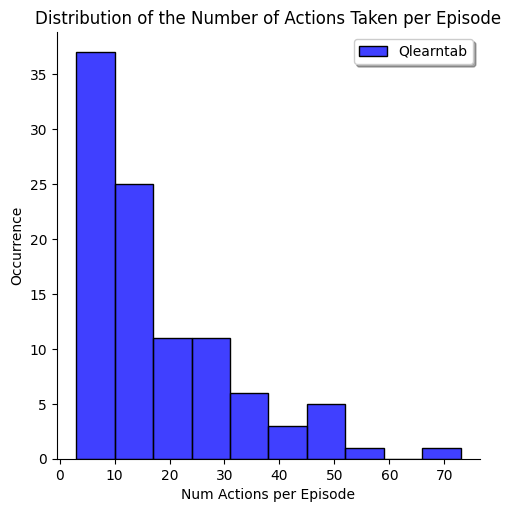 Distribution of the Number of Actions Taken per Episode
Qlearntab
35
30
25
20
15
10
5
0
Occurrence
0 10 20 30 40 50 60 70
Num Actions per Episode